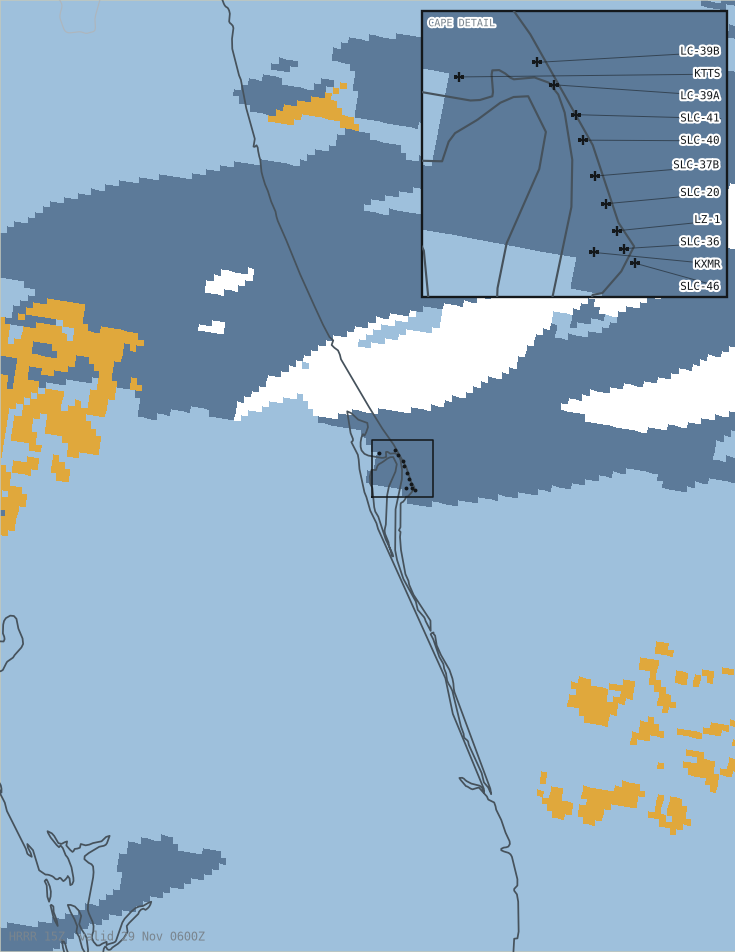 CAPE DETAIL
LC-39B
KTTS
LC-39A
SLC-41
SLC-40
SLC-37B
SLC-20
LZ-1
SLC-36
KXMR
SLC-46
HRRR 15Z valid 29 Nov 0600Z